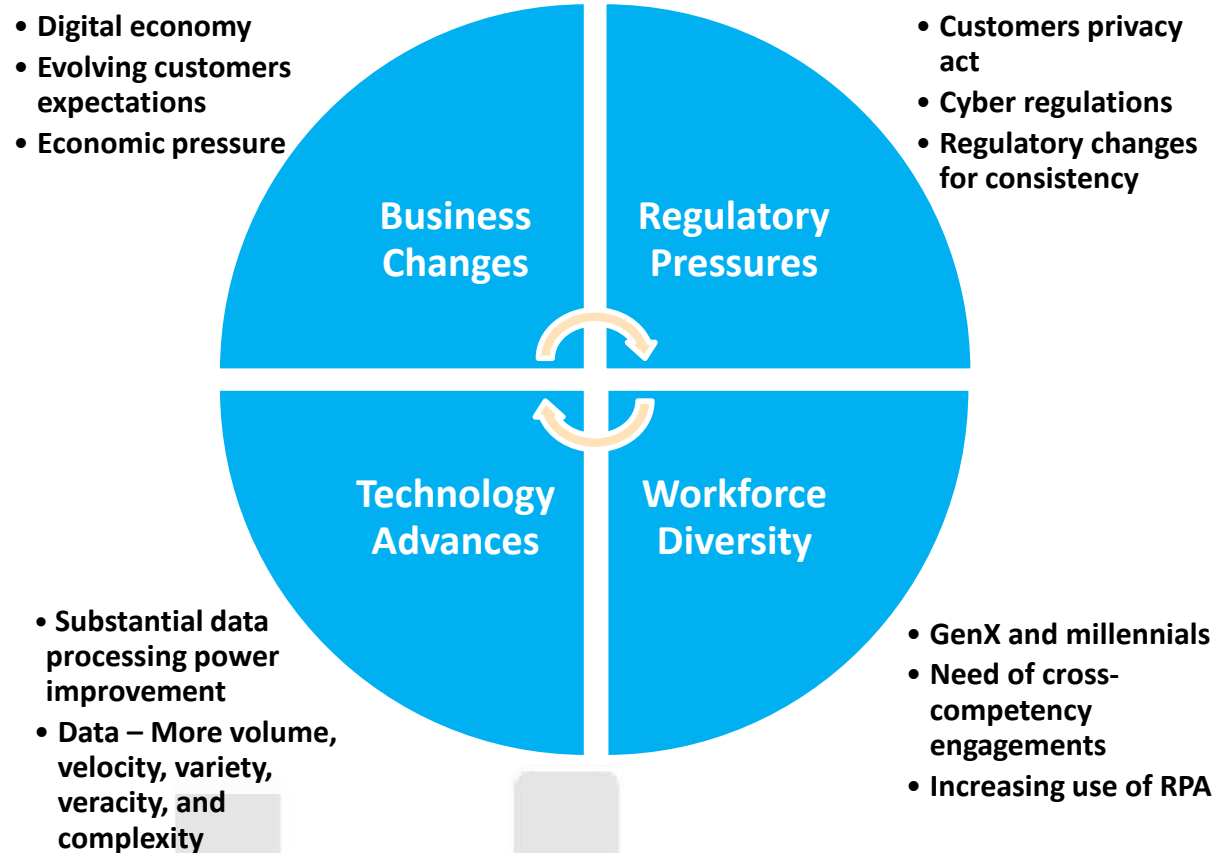 • Digital economy
• Evolving customers
expectations
• Economic pressure
• Customers privacy
act
• Cyber regulations
• Regulatory changes
for consistency
Business
Changes
Regulatory
Pressures
Technology
Advances
Workforce
Diversity
• Substantial data
processing power
improvement
• Data – More volume,
velocity, variety,
veracity, and
complexity
• GenX and millennials
• Need of cross-
competency
engagements
• Increasing use of RPA